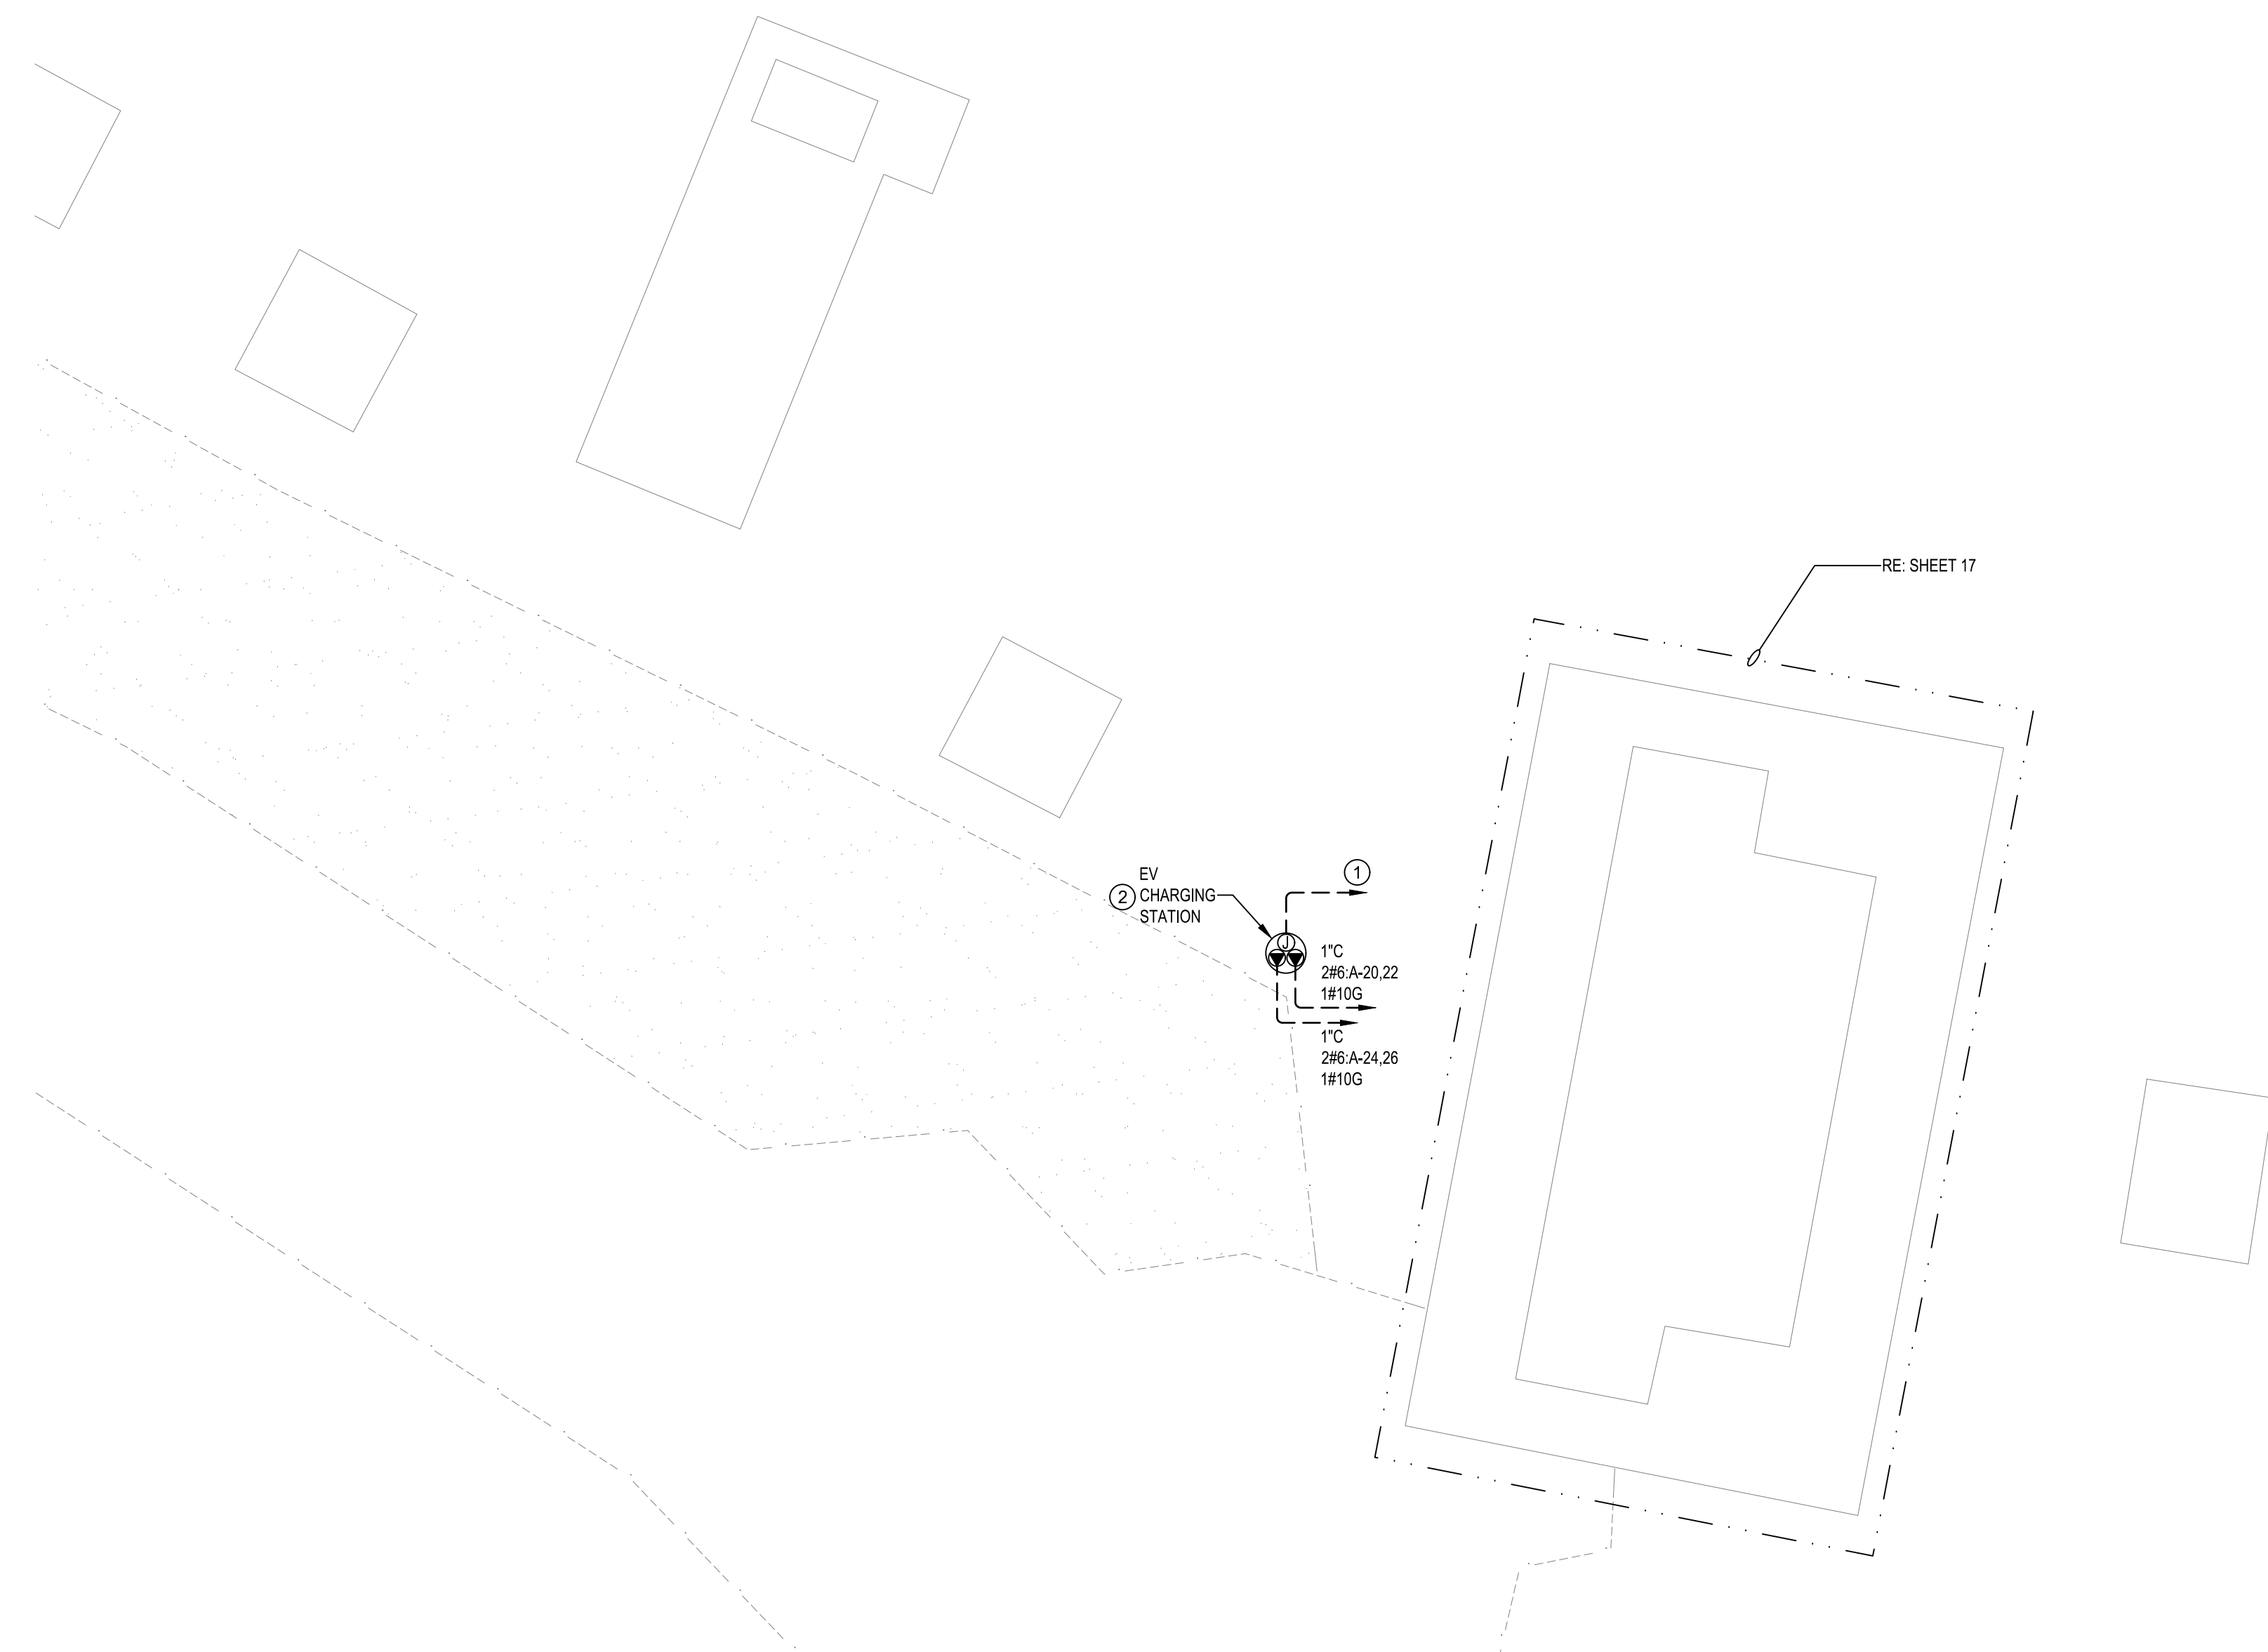 RE: SHEET 17
1
EV
2 CHARGING
STATION
J
1"C
2#6:A-20,22
1#10G
1"C
2#6:A-24,26
1#10G